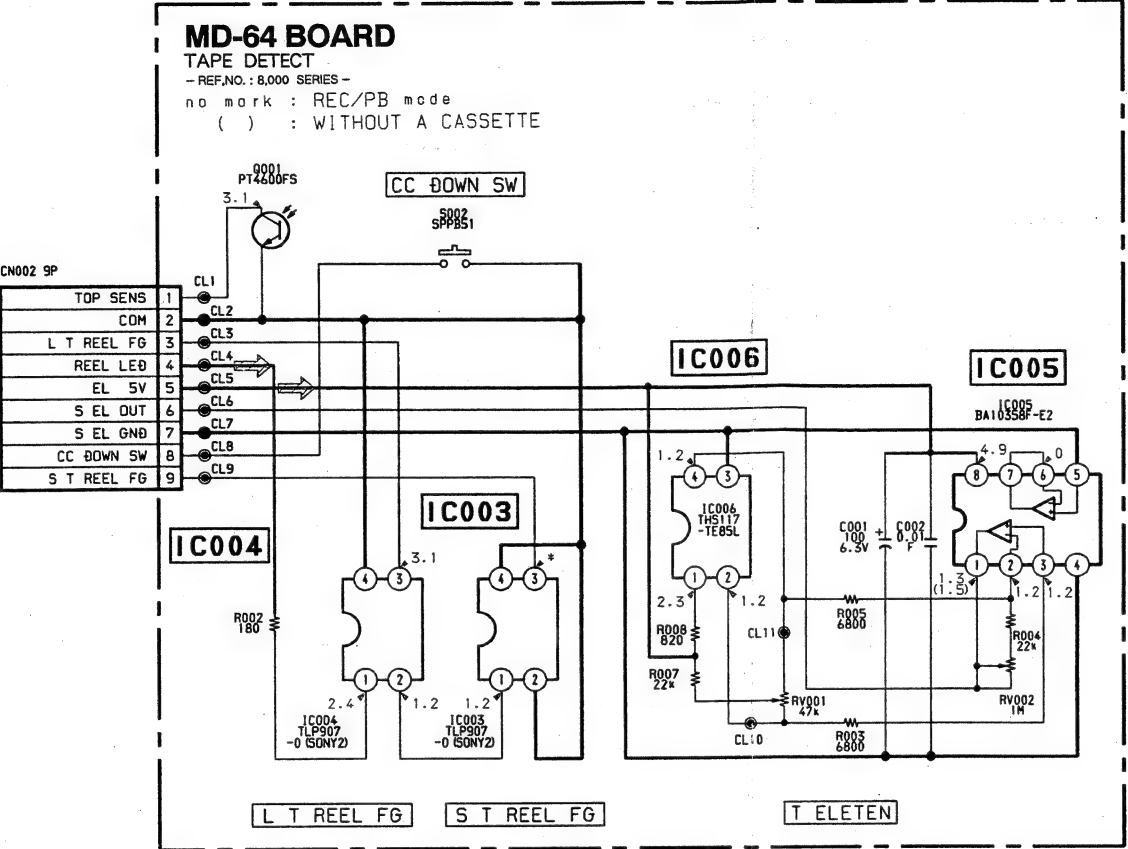 MD-64 BOARD
TAPE DETECT
– REF.NO. : 8,000 SERIES –
no mark : REC/PB mode
( ) : WITHOUT A CASSETTE
Q001
PT4600FS
3.1
CC DOWN SW
S002
SPPB51
CN002 9P
TOP SENS 1 CL1
COM 2 CL2
L T REEL FG 3 CL3
REEL LED 4 CL4
EL 5V 5 CL5
S EL OUT 6 CL6
S EL GND 7 CL7
CC DOWN SW 8 CL8
S T REEL FG 9 CL9
IC006
IC005
IC005
BA10358F-E2
1.2
4 3
4.9 0
8 7 6 5
IC006
THS117
-TE85L
C001
100
6.3V
+
C002
0.01
F
IC003
IC004
3.1
*
4 3
4 3
1 2
2.3 1.2
1 2 3 4
1.3
(1.5)
1.2 1.2
R002
180
R008
820
CL11
R005
6800
R004
22k
R007
22k
1 2
1 2
2.4 1.2
1.2
RV001
47k
RV002
1M
IC004
TLP907
-0 (SONY2)
IC003
TLP907
-0 (SONY2)
CL10
R003
6800
L T REEL FG
S T REEL FG
T ELETEN